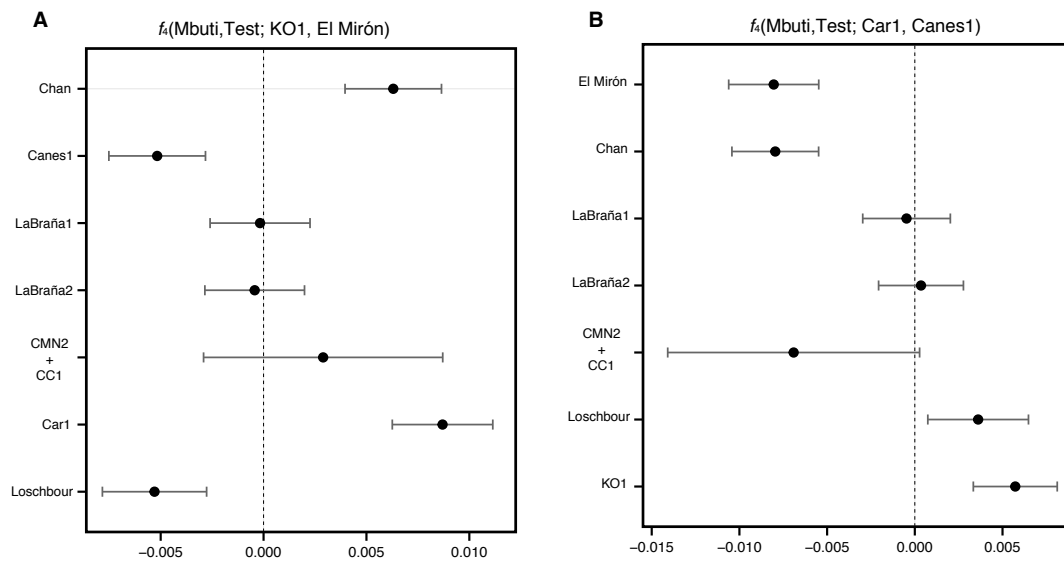 A
f4(Mbuti,Test; KO1, El Mirón)
Chan
Canes1
LaBraña1
LaBraña2
CMN2
+
CC1
Car1
Loschbour
−0.005 0.000 0.005 0.010
B
f4(Mbuti,Test; Car1, Canes1)
El Mirón
Chan
LaBraña1
LaBraña2
CMN2
+
CC1
Loschbour
KO1
−0.015 −0.010 −0.005 0.000 0.005